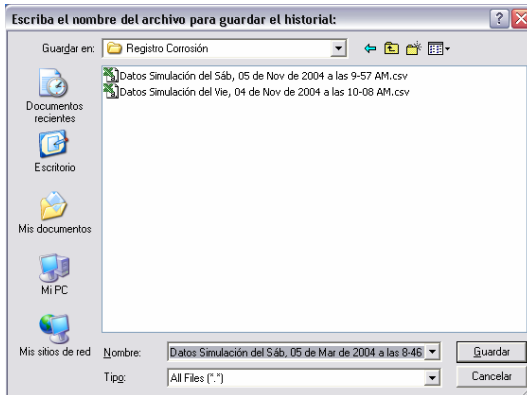 Escriba el nombre del archivo para guardar el historial:
Guardar en:
Registro Corrosión
Datos Simulación del Sáb, 05 de Nov de 2004 a las 9-57 AM.csv
Datos Simulación del Vie, 04 de Nov de 2004 a las 10-08 AM.csv
Documentos
recientes
Escritorio
Mis documentos
Mi PC
Mis sitios de red
Nombre:
Datos Simulación del Sáb, 05 de Mar de 2004 a las 8-46
Guardar
Tipo:
All Files (*.*)
Cancelar